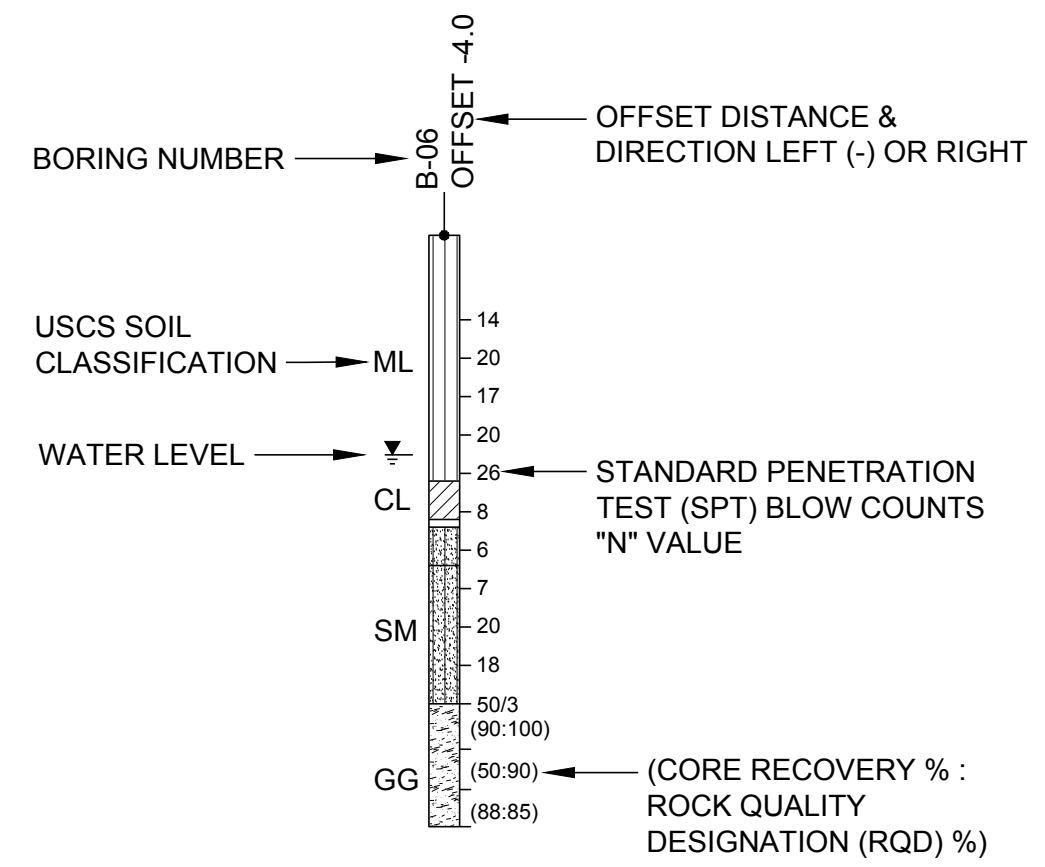 B-06
OFFSET -4.0
OFFSET DISTANCE &
DIRECTION LEFT (-) OR RIGHT
BORING NUMBER
14
USCS SOIL
CLASSIFICATION
ML
20
17
20
WATER LEVEL
26
STANDARD PENETRATION
TEST (SPT) BLOW COUNTS
"N" VALUE
CL
8
6
7
SM
20
18
50/3
(90:100)
GG
(50:90)
(CORE RECOVERY % :
ROCK QUALITY
DESIGNATION (RQD) %)
(88:85)